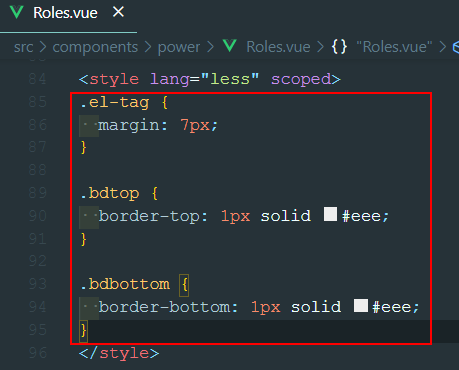 Roles.vue ×
src > components > power > Roles.vue > {} "Roles.vue" >
84 <style lang="less" scoped>
85 .el-tag {
86 margin: 7px;
87 }
88
89 .bdtop {
90 border-top: 1px solid #eee;
91 }
92
93 .bdbottom {
94 border-bottom: 1px solid #eee;
95 }
96 </style>